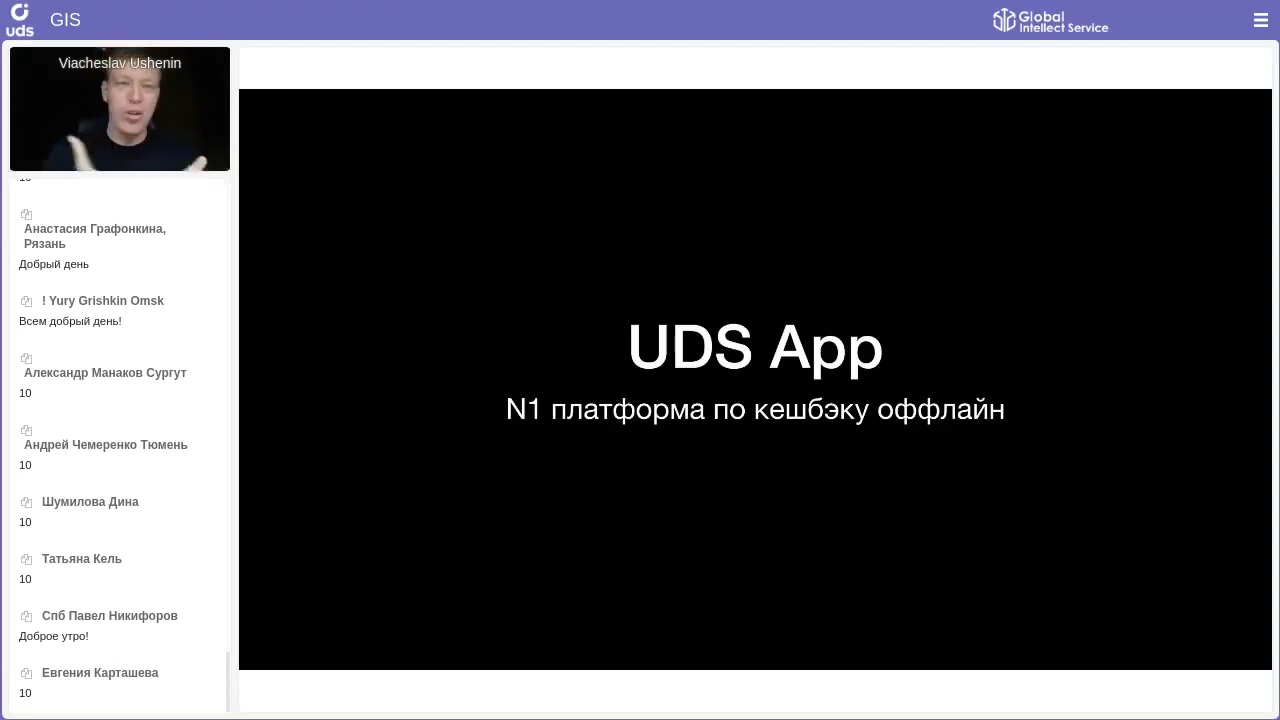 uds
GIS
Global
Intellect Service
Viacheslav Ushenin
Анастасия Графонкина,
Рязань
Добрый день
! Yury Grishkin Omsk
Всем добрый день!
Александр Манаков Сургут
10
Андрей Чемеренко Тюмень
10
Шумилова Дина
10
Татьяна Кель
10
Спб Павел Никифоров
Доброе утро!
Евгения Карташева
10
UDS App
N1 платформа по кешбэку оффлайн